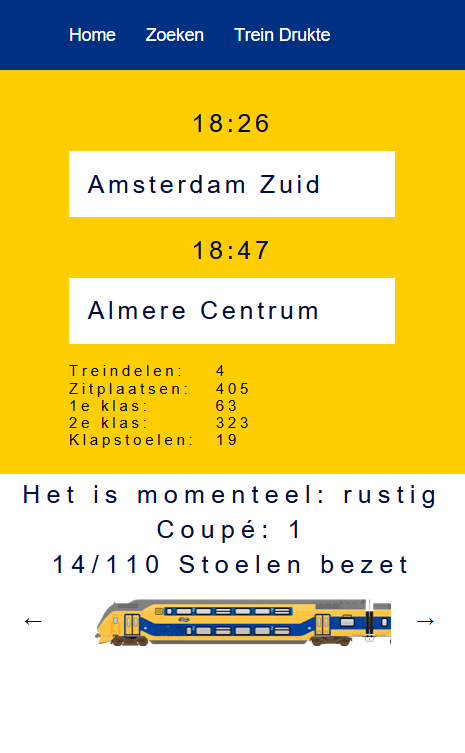 Home Zoeken Trein Drukte
18:26
Amsterdam Zuid
18:47
Almere Centrum
Treindelen: 4
Zitplaatsen: 405
1e klas: 63
2e klas: 323
Klapstoelen: 19
Het is momenteel: rustig
Coupé: 1
14/110 Stoelen bezet
← →